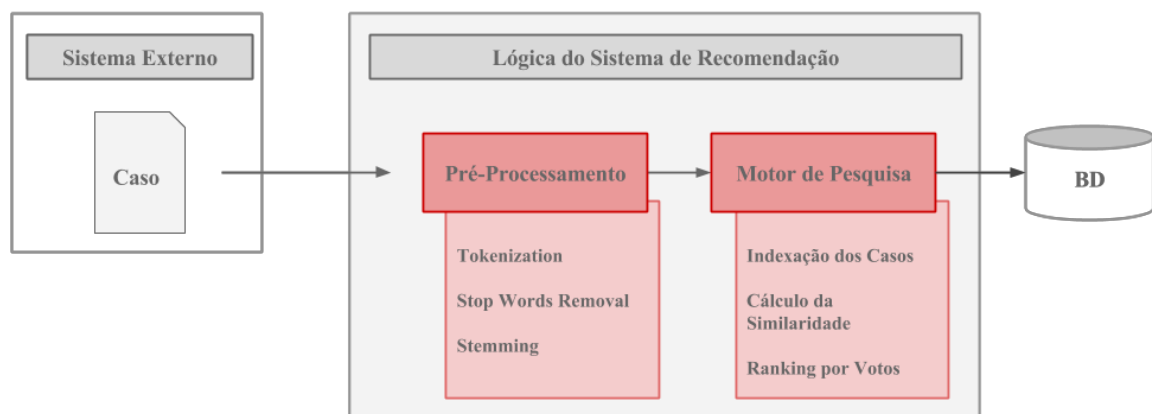 Sistema Externo
Caso
Lógica do Sistema de Recomendação
Pré-Processamento
Tokenization
Stop Words Removal
Stemming
Motor de Pesquisa
Indexação dos Casos
Cálculo da
Similaridade
Ranking por Votos
BD